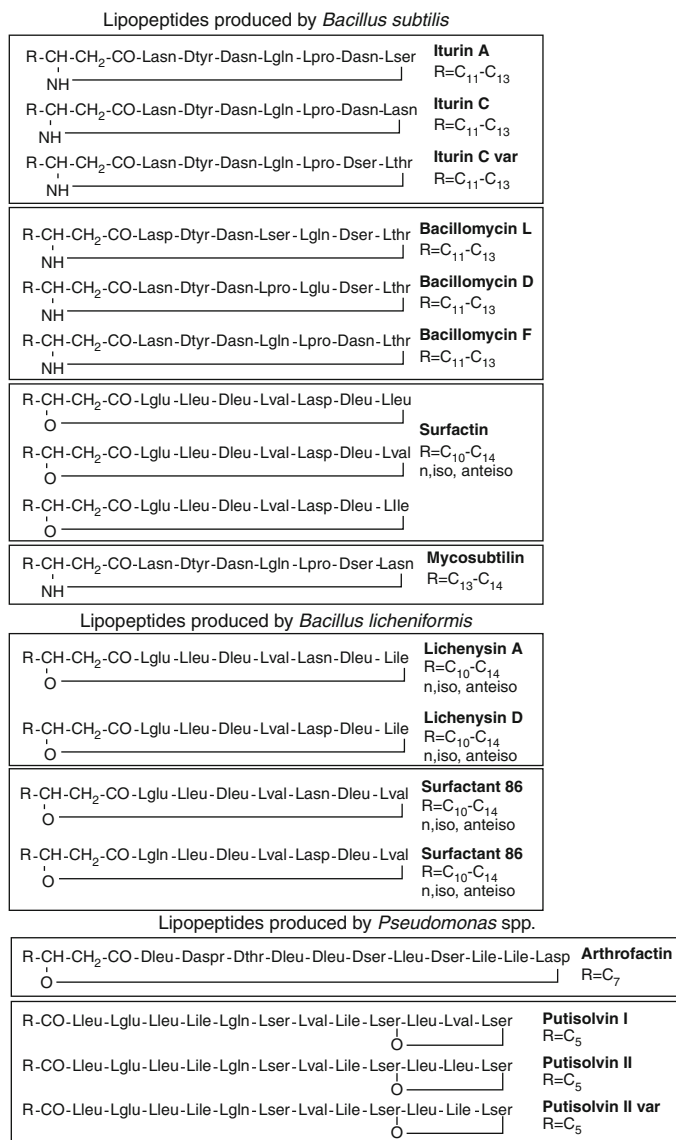 Lipopeptides produced by Bacillus subtilis
R-CH-CH2-CO-Lasn-Dtyr-Dasn-Lgln-Lpro-Dasn-Lser
NH
Iturin A
R=C11-C13
R-CH-CH2-CO-Lasn-Dtyr-Dasn-Lgln-Lpro-Dasn-Lasn
NH
Iturin C
R=C11-C13
R-CH-CH2-CO-Lasn-Dtyr-Dasn-Lgln-Lpro-Dser-Lthr
NH
Iturin C var
R=C11-C13
R-CH-CH2-CO-Lasp-Dtyr-Dasn-Lser-Lgln-Dser-Lthr
NH
Bacillomycin L
R=C11-C13
R-CH-CH2-CO-Lasn-Dtyr-Dasn-Lpro-Lglu-Dser-Lthr
NH
Bacillomycin D
R=C11-C13
R-CH-CH2-CO-Lasn-Dtyr-Dasn-Lgln-Lpro-Dasn-Lthr
NH
Bacillomycin F
R=C11-C13
R-CH-CH2-CO-Lglu-Lleu-Dleu-Lval-Lasp-Dleu-Lleu
O
R-CH-CH2-CO-Lglu-Lleu-Dleu-Lval-Lasp-Dleu-Lval
O
R-CH-CH2-CO-Lglu-Lleu-Dleu-Lval-Lasp-Dleu-LIle
O
Surfactin
R=C10-C14
n,iso, anteiso
R-CH-CH2-CO-Lasn-Dtyr-Dasn-Lgln-Lpro-Dser-Lasn
NH
Mycosubtilin
R=C13-C14
Lipopeptides produced by Bacillus licheniformis
R-CH-CH2-CO-Lglu-Lleu-Dleu-Lval-Lasn-Dleu-Lile
O
Lichenysin A
R=C10-C14
n,iso, anteiso
R-CH-CH2-CO-Lglu-Lleu-Dleu-Lval-Lasp-Dleu-Lile
O
Lichenysin D
R=C10-C14
n,iso, anteiso
R-CH-CH2-CO-Lglu-Lleu-Dleu-Lval-Lasn-Dleu-Lval
O
Surfactant 86
R=C10-C14
n,iso, anteiso
R-CH-CH2-CO-Lgln-Lleu-Dleu-Lval-Lasp-Dleu-Lval
O
Surfactant 86
R=C10-C14
n,iso, anteiso
Lipopeptides produced by Pseudomonas spp.
R-CH-CH2-CO-Dleu-Daspr-Dthr-Dleu-Dleu-Dser-Lleu-Dser-Lile-Lile-Lasp
O
Arthrofactin
R=C7
R-CO-Lleu-Lglu-Lleu-Lile-Lgln-Lser-Lval-Lile-Lser-Lleu-Lval-Lser
O
Putisolvin I
R=C5
R-CO-Lleu-Lglu-Lleu-Lile-Lgln-Lser-Lval-Lile-Lser-Lleu-Lleu-Lser
O
Putisolvin II
R=C5
R-CO-Lleu-Lglu-Lleu-Lile-Lgln-Lser-Lval-Lile-Lser-Lleu-Lile-Lser
O
Putisolvin II var
R=C5